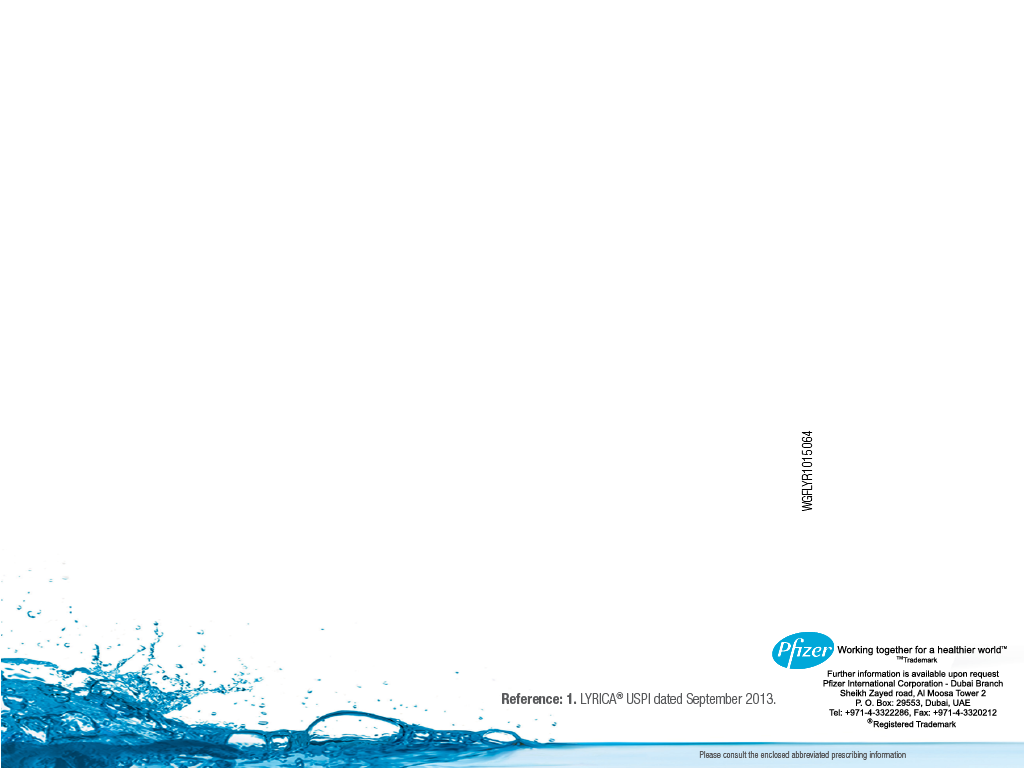 WGFLYR1015064
Pfizer
Working together for a healthier world™
™Trademark
Further information is available upon request
Pfizer International Corporation - Dubai Branch
Sheikh Zayed road, Al Moosa Tower 2
P. O. Box: 29553, Dubai, UAE
Tel: +971-4-3322286, Fax: +971-4-3320212
®Registered Trademark
Reference: 1. LYRICA® USPI dated September 2013.
Please consult the enclosed abbreviated prescribing information